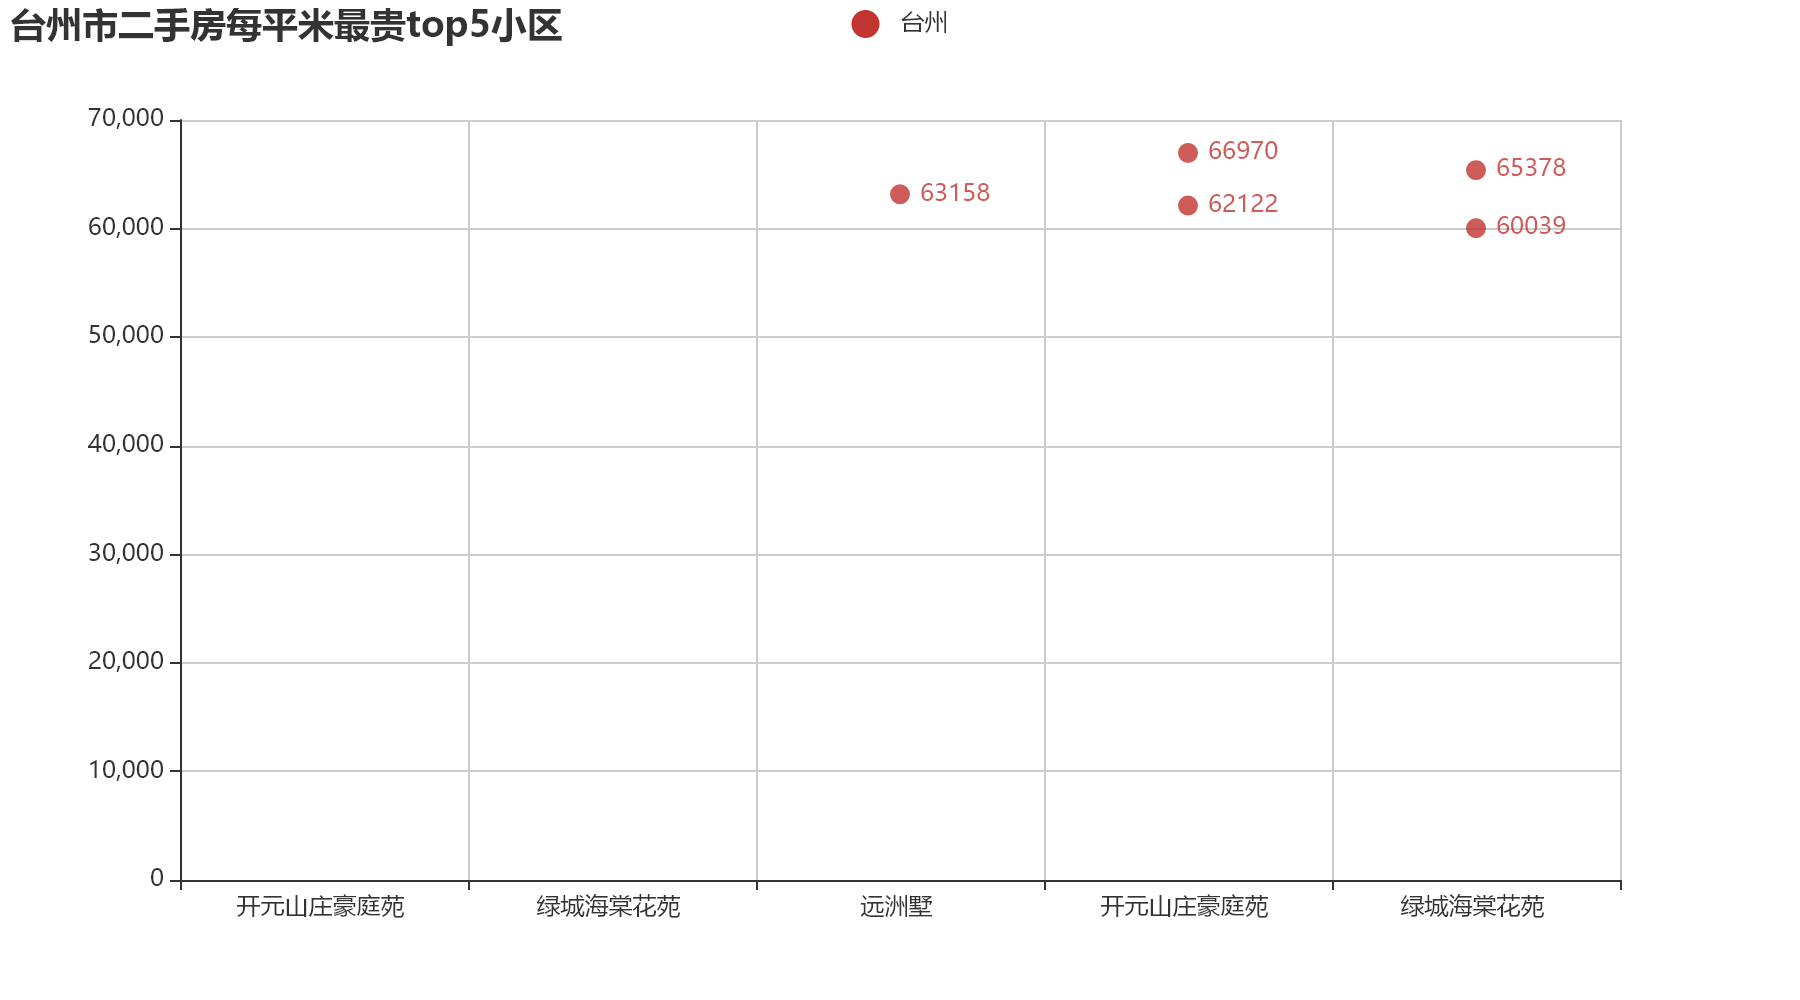 台州市二手房每平米最贵top5小区
台州
70,000
60,000
50,000
40,000
30,000
20,000
10,000
0
66970
65378
63158
62122
60039
开元山庄豪庭苑
绿城海棠花苑
远洲墅
开元山庄豪庭苑
绿城海棠花苑